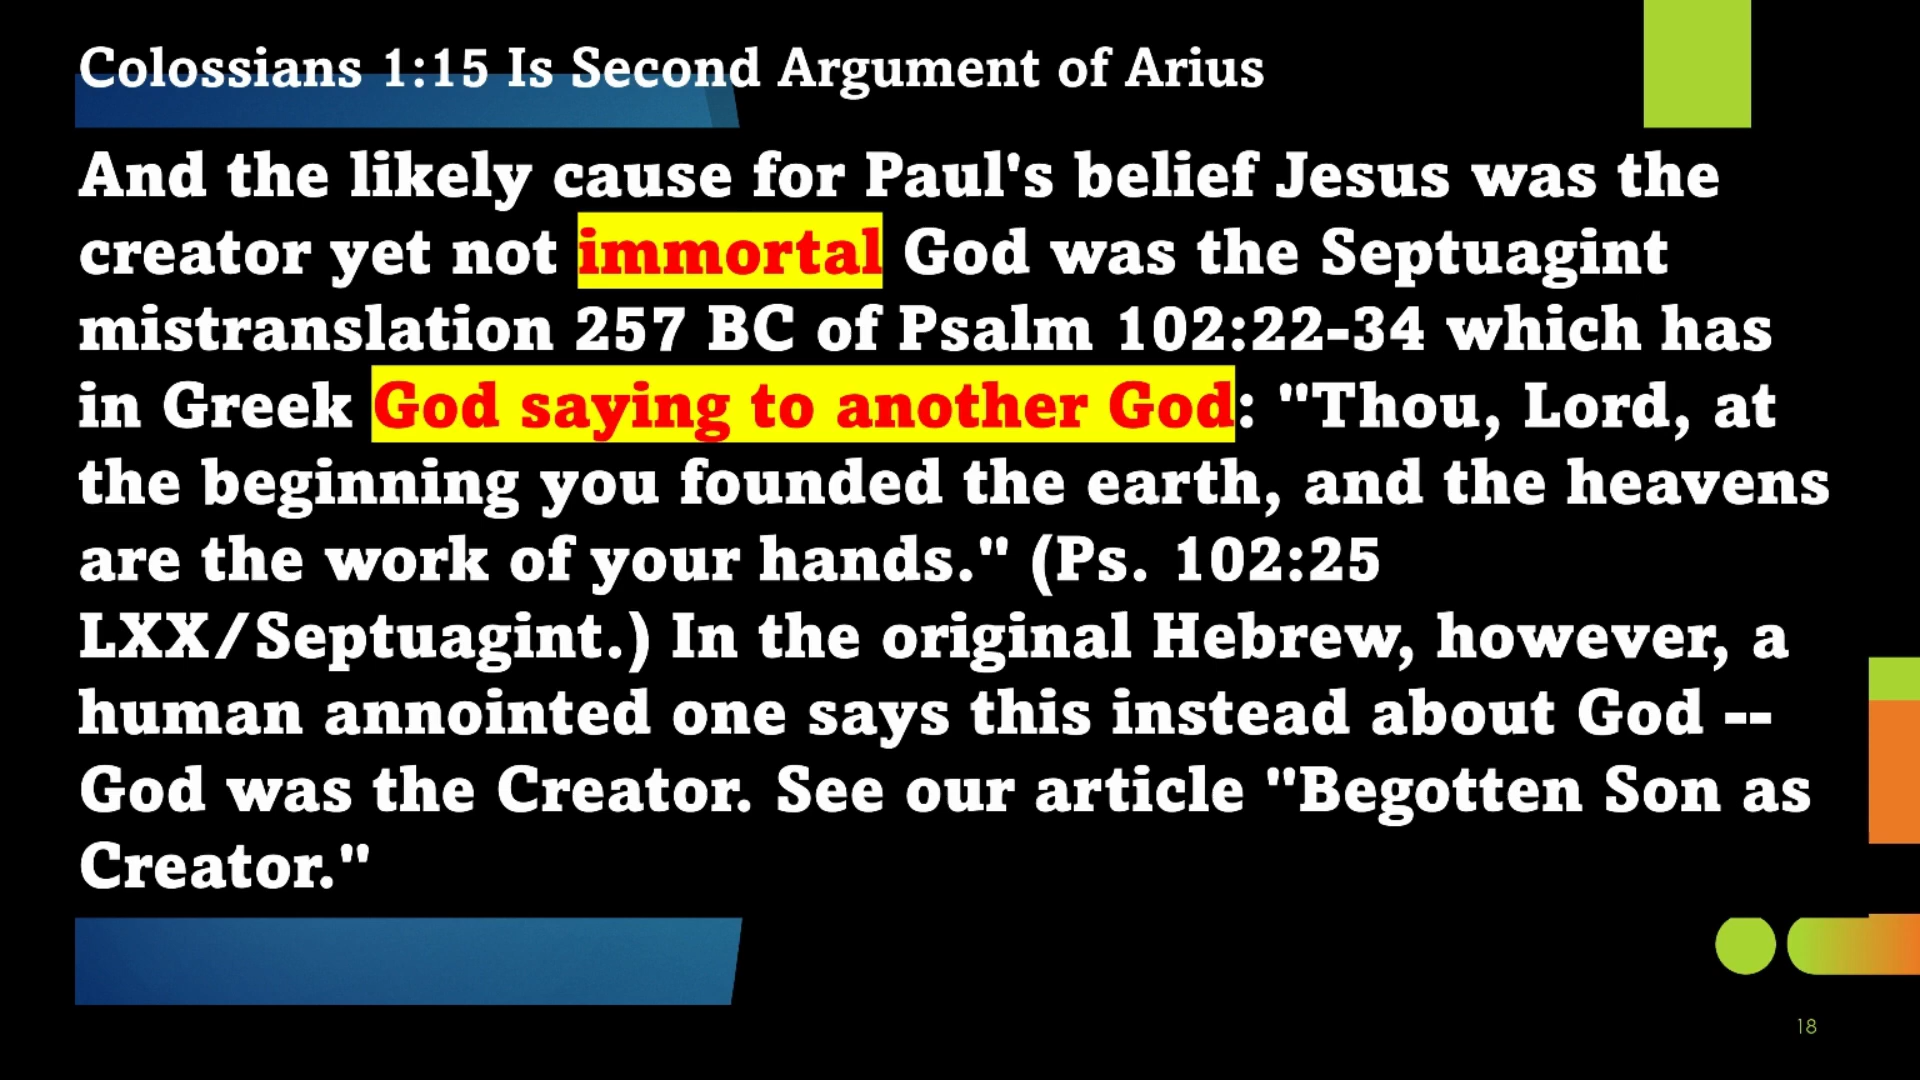 Colossians 1:15 Is Second Argument of Arius
And the likely cause for Paul's belief Jesus was the
creator yet not immortal God was the Septuagint
mistranslation 257 BC of Psalm 102:22-34 which has
in Greek God saying to another God: "Thou, Lord, at
the beginning you founded the earth, and the heavens
are the work of your hands." (Ps. 102:25
LXX/Septuagint.) In the original Hebrew, however, a
human annointed one says this instead about God --
God was the Creator. See our article "Begotten Son as
Creator."
18